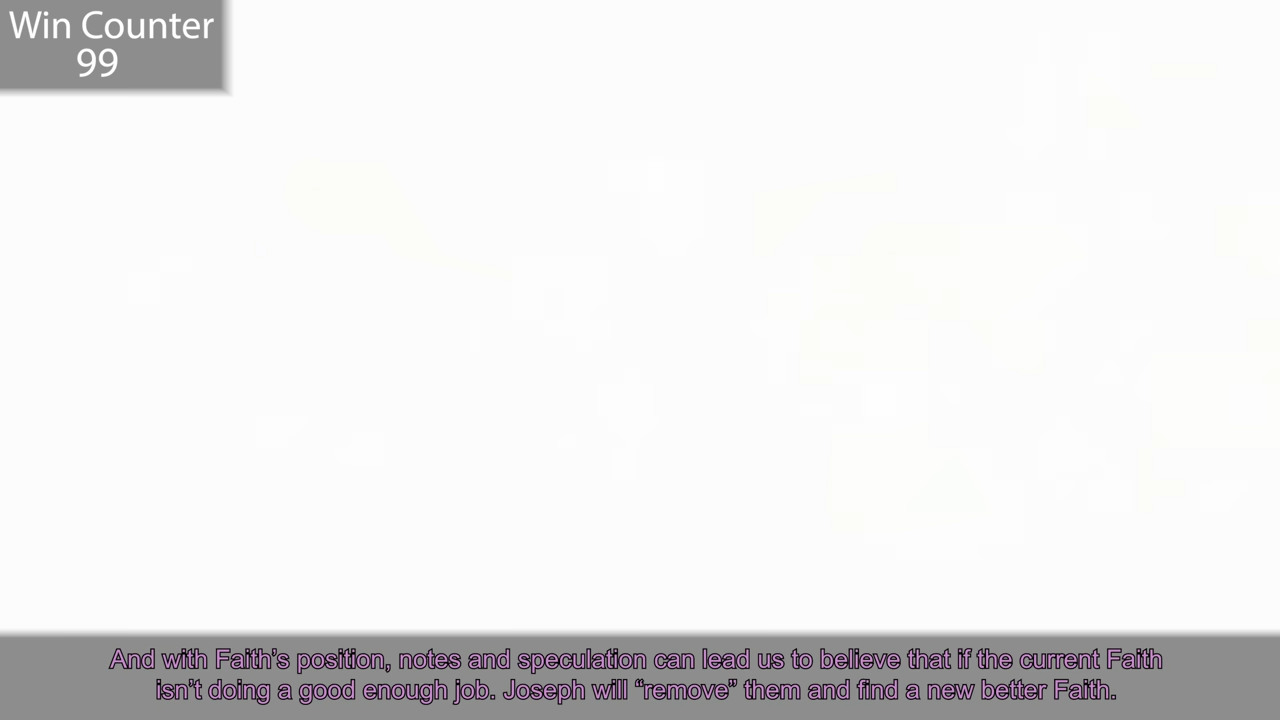 Win Counter
99
And with Faith's position, notes and speculation can lead us to believe that if the current Faith
isn't doing a good enough job. Joseph will “remove” them and find a new better Faith.